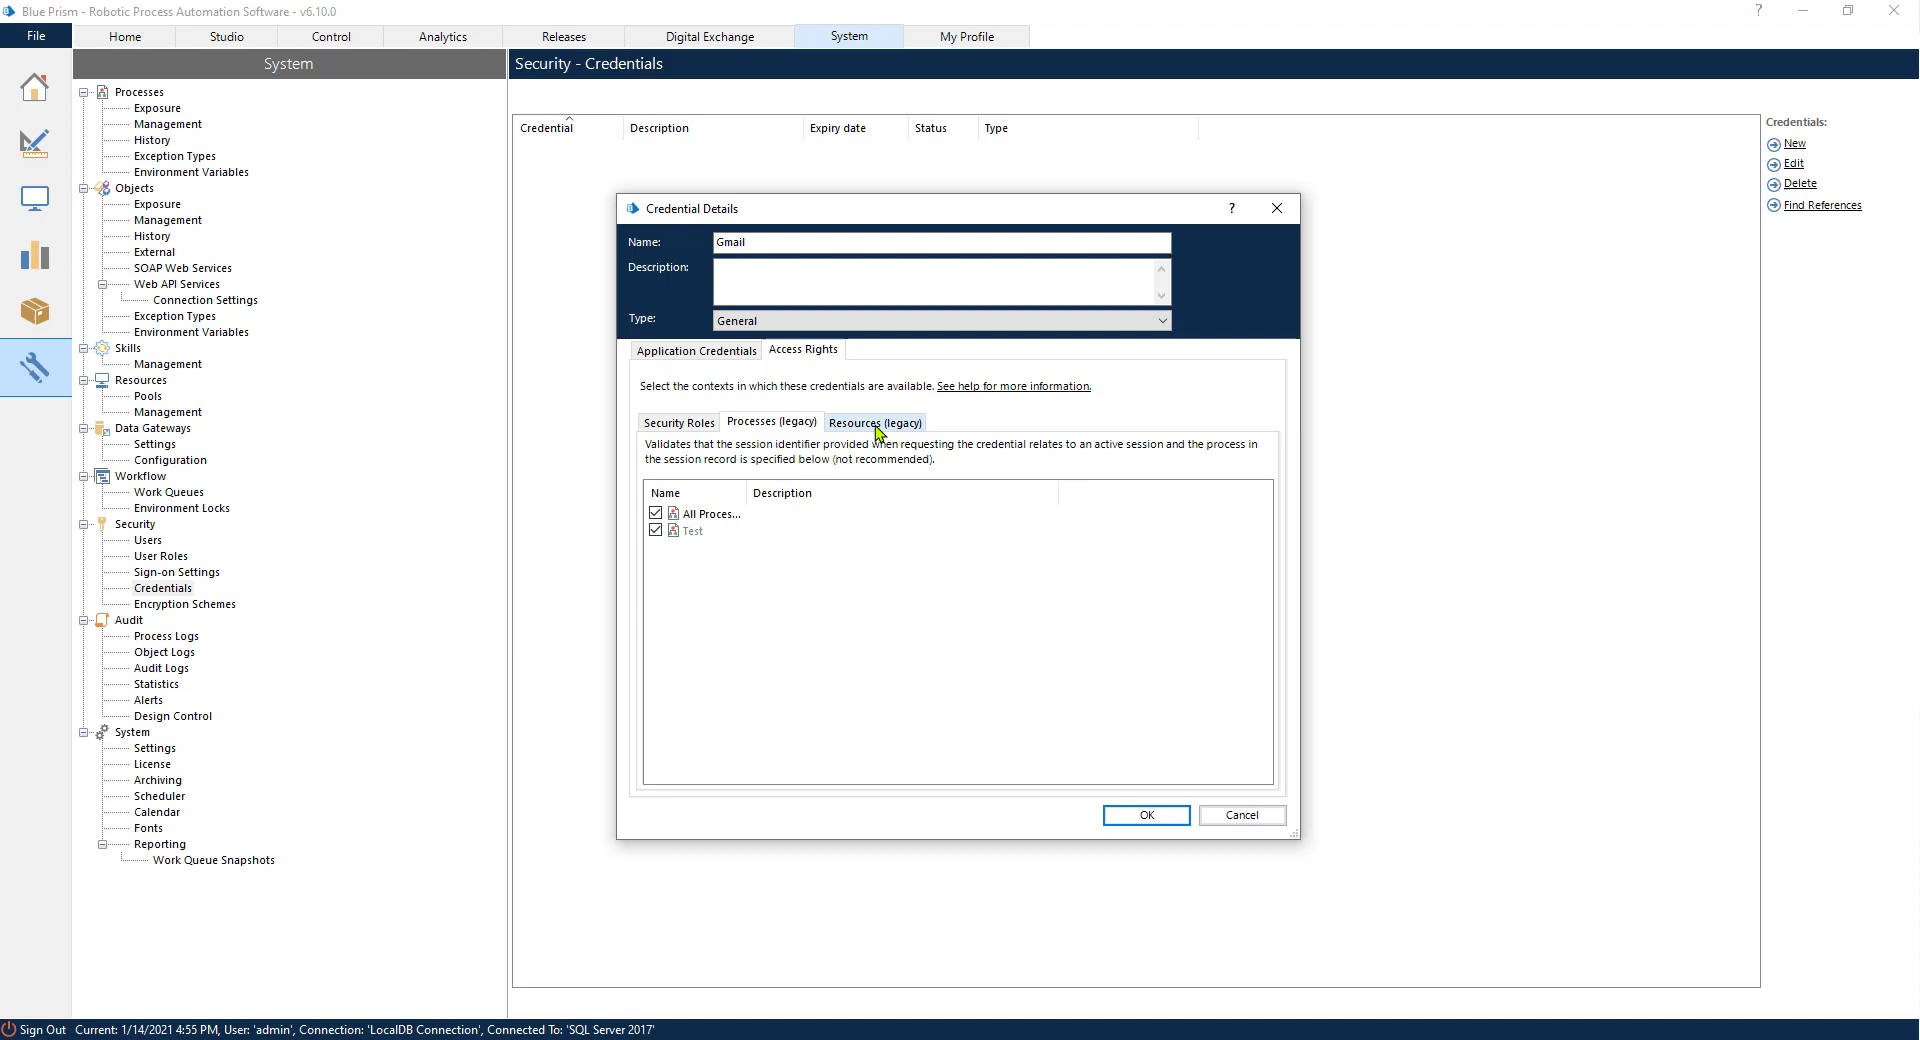 Blue Prism - Robotic Process Automation Software - v6.10.0
?
File
Home
Studio
Control
Analytics
Releases
Digital Exchange
System
My Profile
System
Security - Credentials
Processes
Exposure
Management
History
Exception Types
Environment Variables
Objects
Exposure
Management
History
External
SOAP Web Services
Web API Services
Connection Settings
Exception Types
Environment Variables
Skills
Management
Resources
Pools
Management
Data Gateways
Settings
Configuration
Workflow
Work Queues
Environment Locks
Security
Users
User Roles
Sign-on Settings
Credentials
Encryption Schemes
Audit
Process Logs
Object Logs
Audit Logs
Statistics
Alerts
Design Control
System
Settings
License
Archiving
Scheduler
Calendar
Fonts
Reporting
Work Queue Snapshots
Credential
Description
Expiry date
Status
Type
Credential Details
?
Name:
Gmail
Description:
Type:
General
Application Credentials
Access Rights
Select the contexts in which these credentials are available. See help for more information.
Security Roles
Processes (legacy)
Resources (legacy)
Validates that the session identifier provided when requesting the credential relates to an active session and the process in
the session record is specified below (not recommended).
Name
Description
All Proces...
Test
OK
Cancel
Credentials:
New
Edit
Delete
Find References
Sign Out
Current: 1/14/2021 4:55 PM, User: 'admin', Connection: 'LocalDB Connection', Connected To: 'SQL Server 2017'